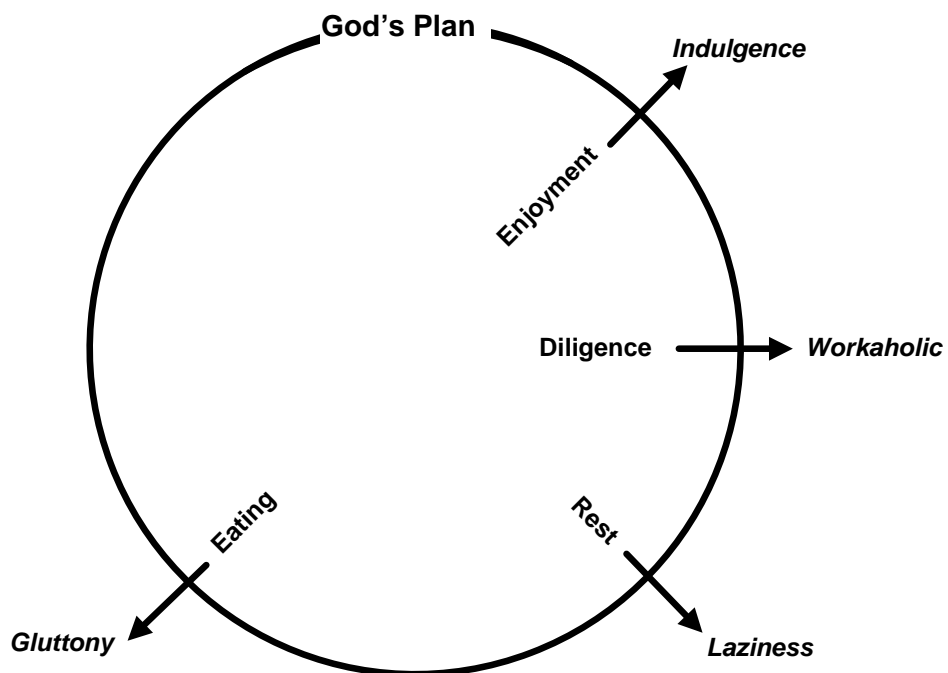 God's Plan
Indulgence
Enjoyment
Diligence
Workaholic
Rest
Eating
Gluttony
Laziness